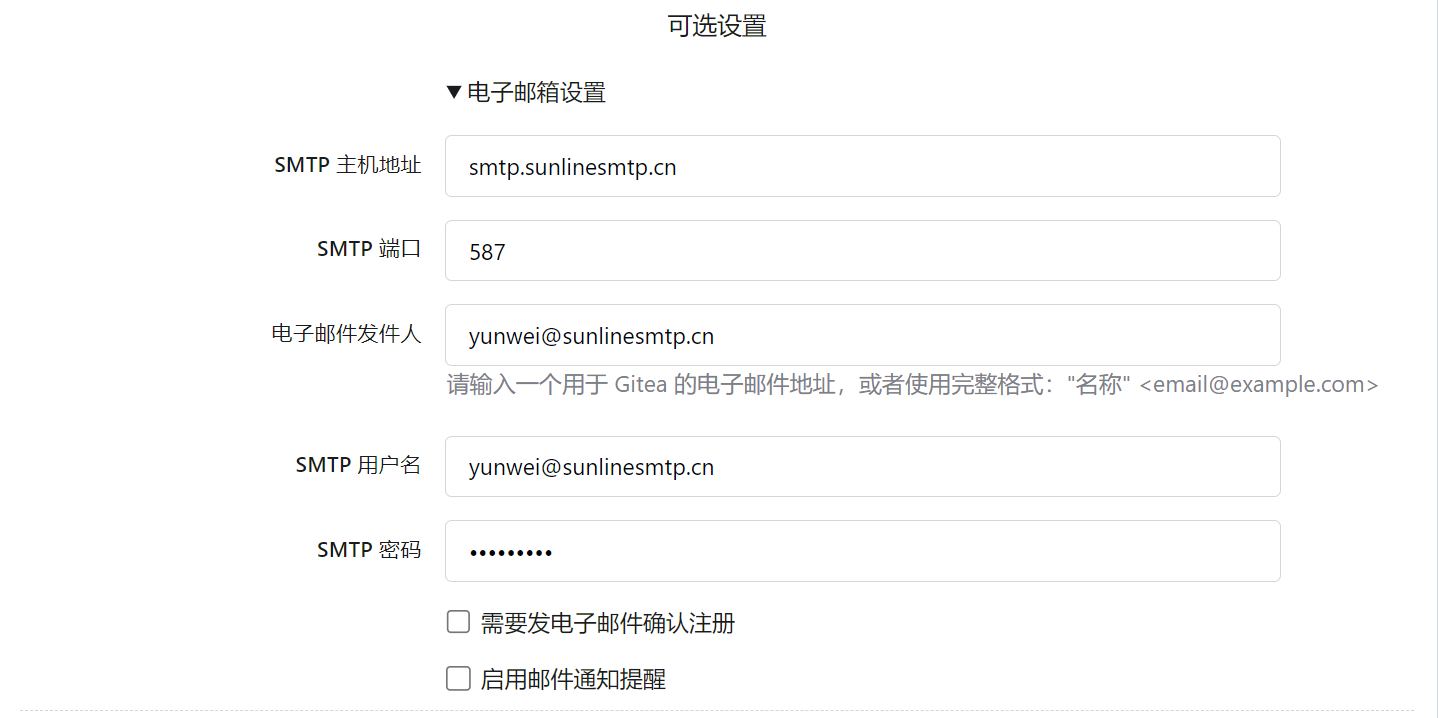 可选设置
▼电子邮箱设置
SMTP 主机地址
smtp.sunlinesmtp.cn
SMTP 端口
587
电子邮件发件人
yunwei@sunlinesmtp.cn
请输入一个用于 Gitea 的电子邮件地址，或者使用完整格式："名称" <email@example.com>
SMTP 用户名
yunwei@sunlinesmtp.cn
SMTP 密码
•••••••••
需要发电子邮件确认注册
启用邮件通知提醒